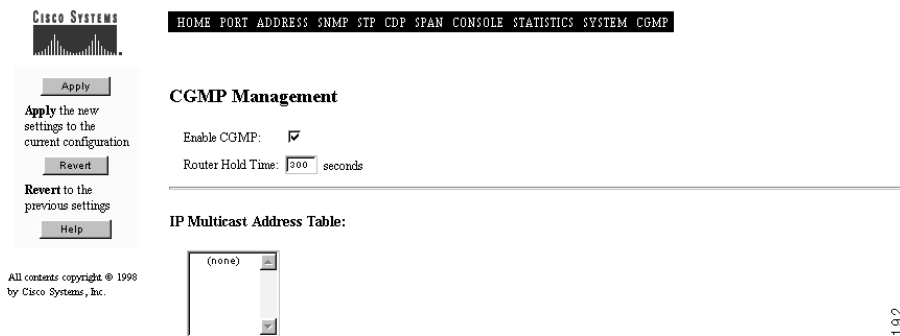 CISCO SYSTEMS
HOME PORT ADDRESS SNMP STP CDP SPAN CONSOLE STATISTICS SYSTEM CGMP
Apply
Apply the new
settings to the
current configuration
Revert
Revert to the
previous settings
Help
All contents copyright © 1998
by Cisco Systems, Inc.
CGMP Management
Enable CGMP:
Router Hold Time: 300 seconds
IP Multicast Address Table:
(none)
192